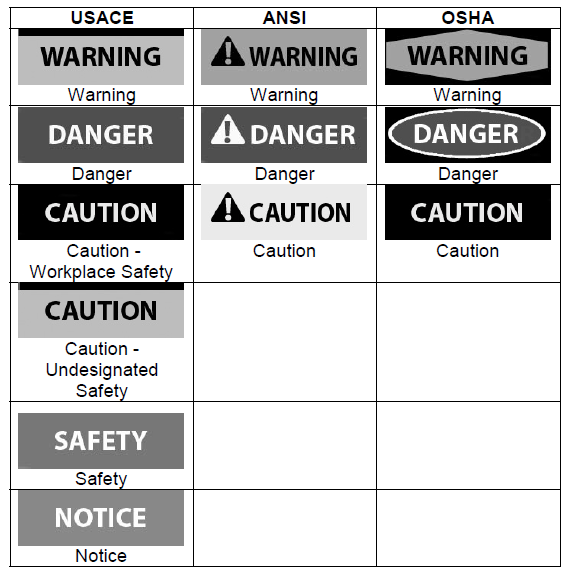 USACE ANSI OSHA
WARNING WARNING WARNING
Warning Warning Warning
DANGER DANGER DANGER
Danger Danger Danger
CAUTION CAUTION CAUTION
Caution - Caution Caution
Workplace Safety
CAUTION
Caution -
Undesignated
Safety
SAFETY
Safety
NOTICE
Notice